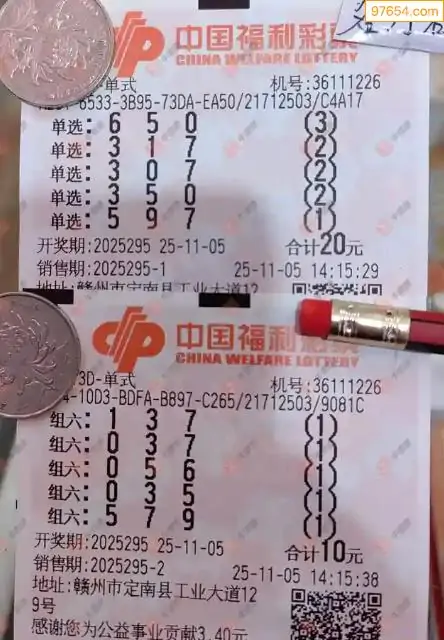 97654.com
中国福利彩票
CHINA WELFARE LOTTERY
单式 机号:36111226
6533-3B95-73DA-EA50/21712503/C4A17
单选: 6 5 0 (3)
单选: 3 1 7 (2)
单选: 3 0 7 (2)
单选: 3 5 0 (2)
单选: 5 9 7 (1)
开奖期:2025295 25-11-05 合计20元
销售期:2025295-1 25-11-05 14:15:29
地址:赣州市定南县工业大道12
中国福利彩票
CHINA WELFARE LOTTERY
3D-单式 机号:36111226
4-10D3-BDFA-B897-C265/21712503/9081C
组六: 1 3 7 (1)
组六: 0 3 7 (1)
组六: 0 5 6 (1)
组六: 0 3 5 (1)
组六: 5 7 9 (1)
开奖期:2025295 25-11-05 合计10元
销售期:2025295-2 25-11-05 14:15:38
地址:赣州市定南县工业大道12
9号
感谢您为公益事业贡献3.40元